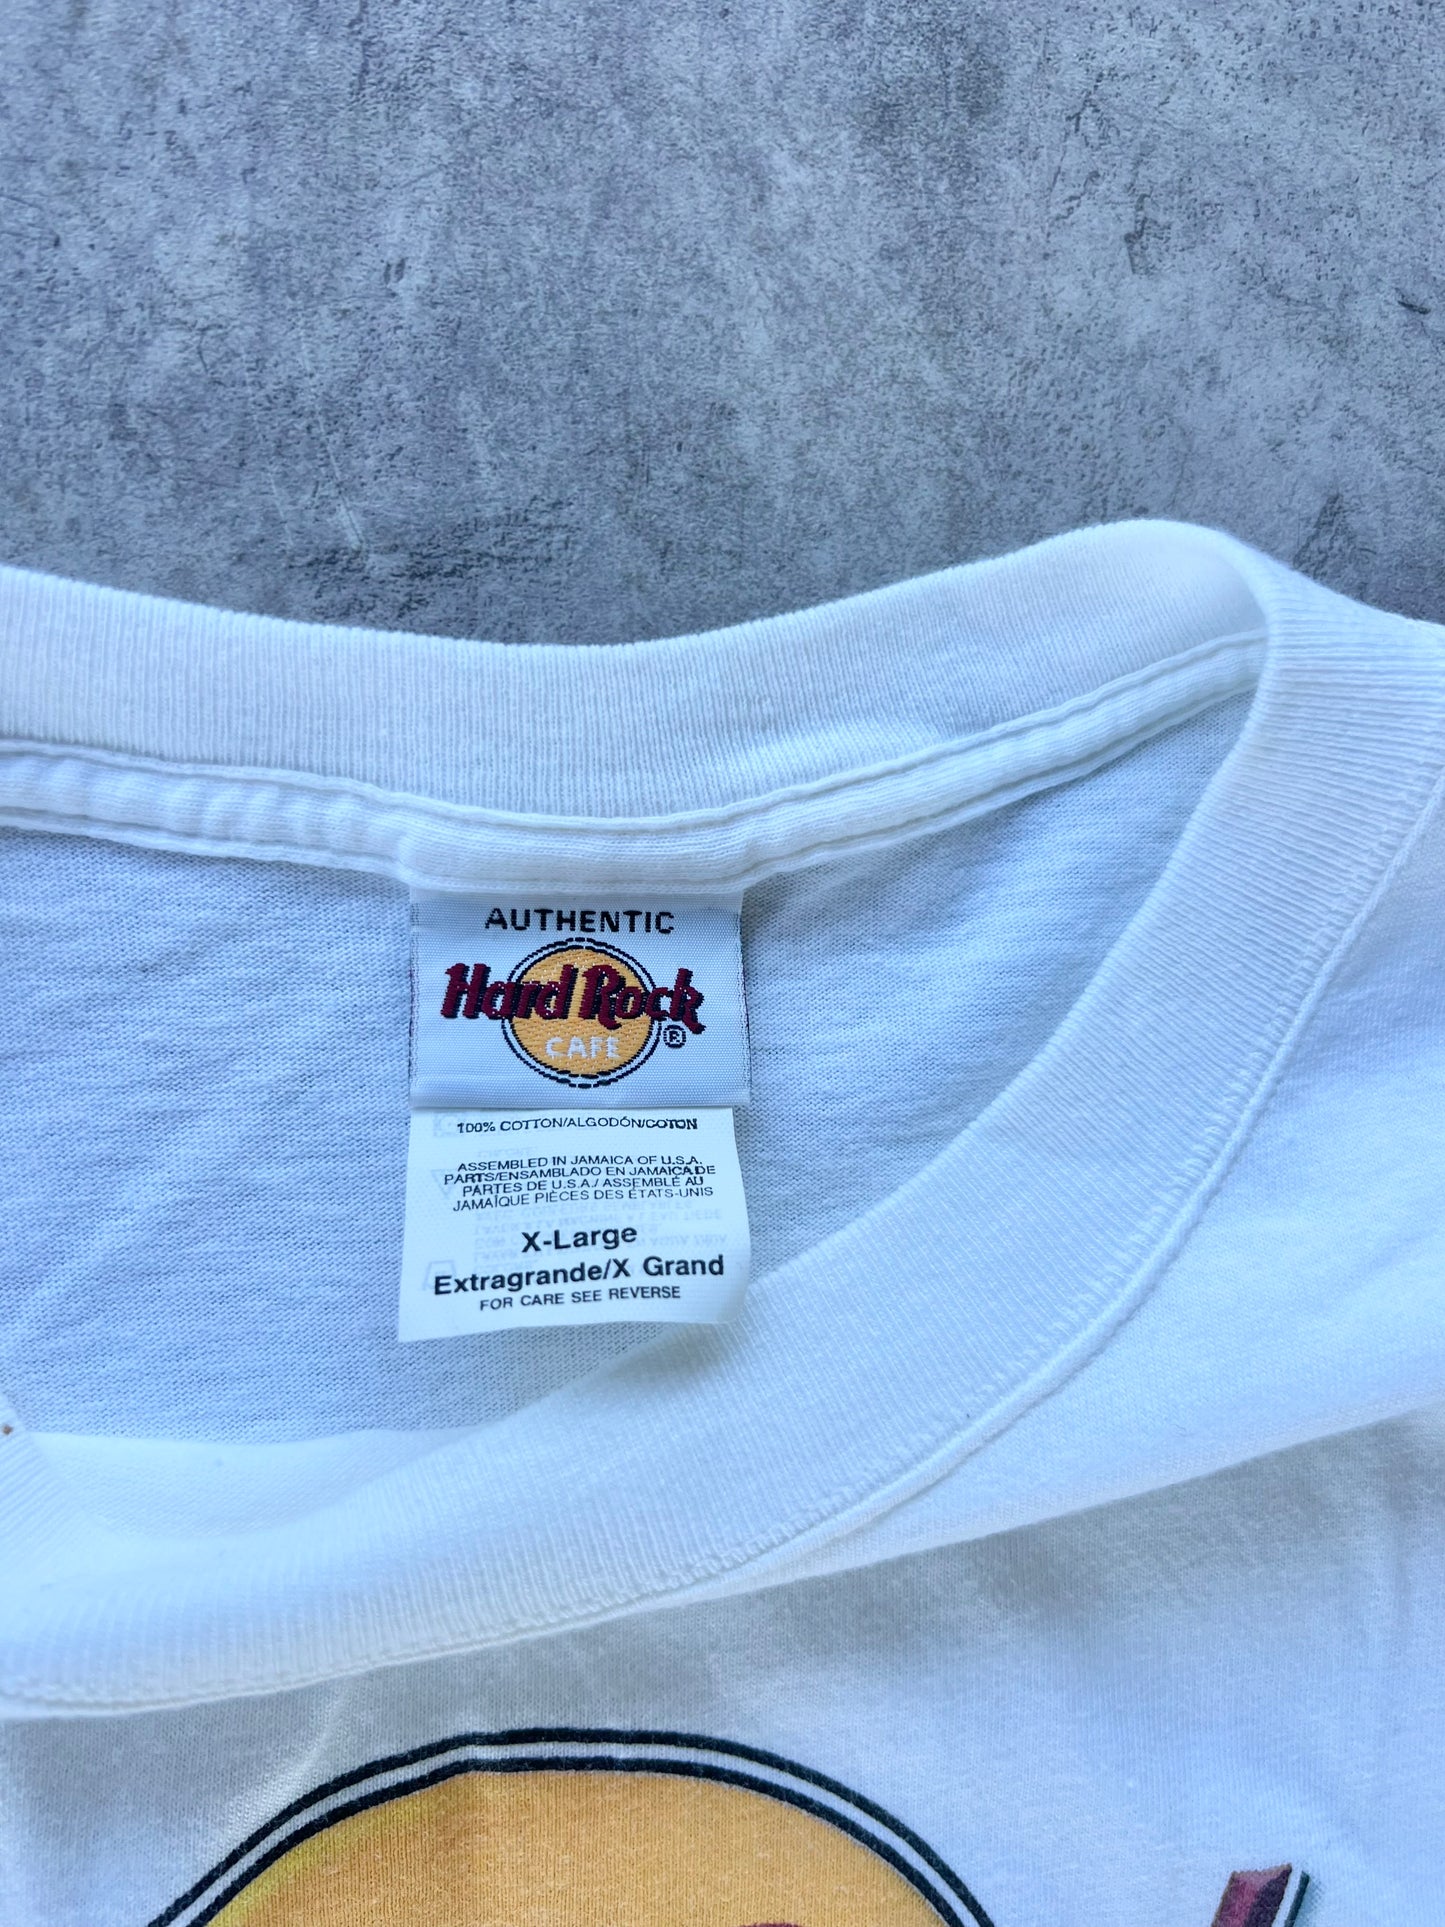 AUTHENTIC
Hard Rock
CAFE ®
100% COTTON/ALGODÓN/COTON
ASSEMBLED IN JAMAICA OF U.S.A.
PARTS/ENSAMBLADO EN JAMAICA DE
PARTES DE U.S.A./ ASSEMBLÉ AU
JAMAÏQUE PIÈCES DES ÉTATS-UNIS
X-Large
Extragrande/X Grand
FOR CARE SEE REVERSE